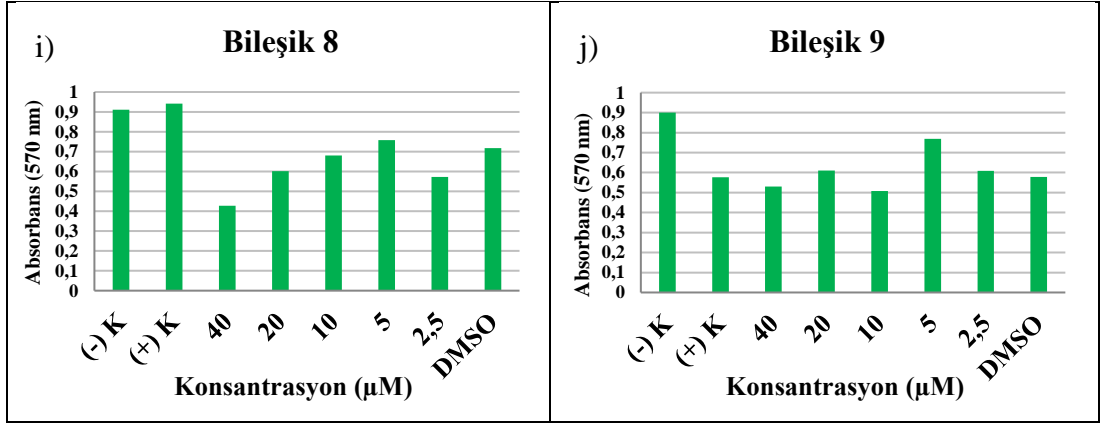 i)
Bileşik 8
Absorbans (570 nm)
1
0,9
0,8
0,7
0,6
0,5
0,4
0,3
0,2
0,1
0
(-) K
(+) K
40
20
10
5
2,5
DMSO
Konsantrasyon (µM)
j)
Bileşik 9
Absorbans (570 nm)
1
0,9
0,8
0,7
0,6
0,5
0,4
0,3
0,2
0,1
0
(-) K
(+) K
40
20
10
5
2,5
DMSO
Konsantrasyon (µM)